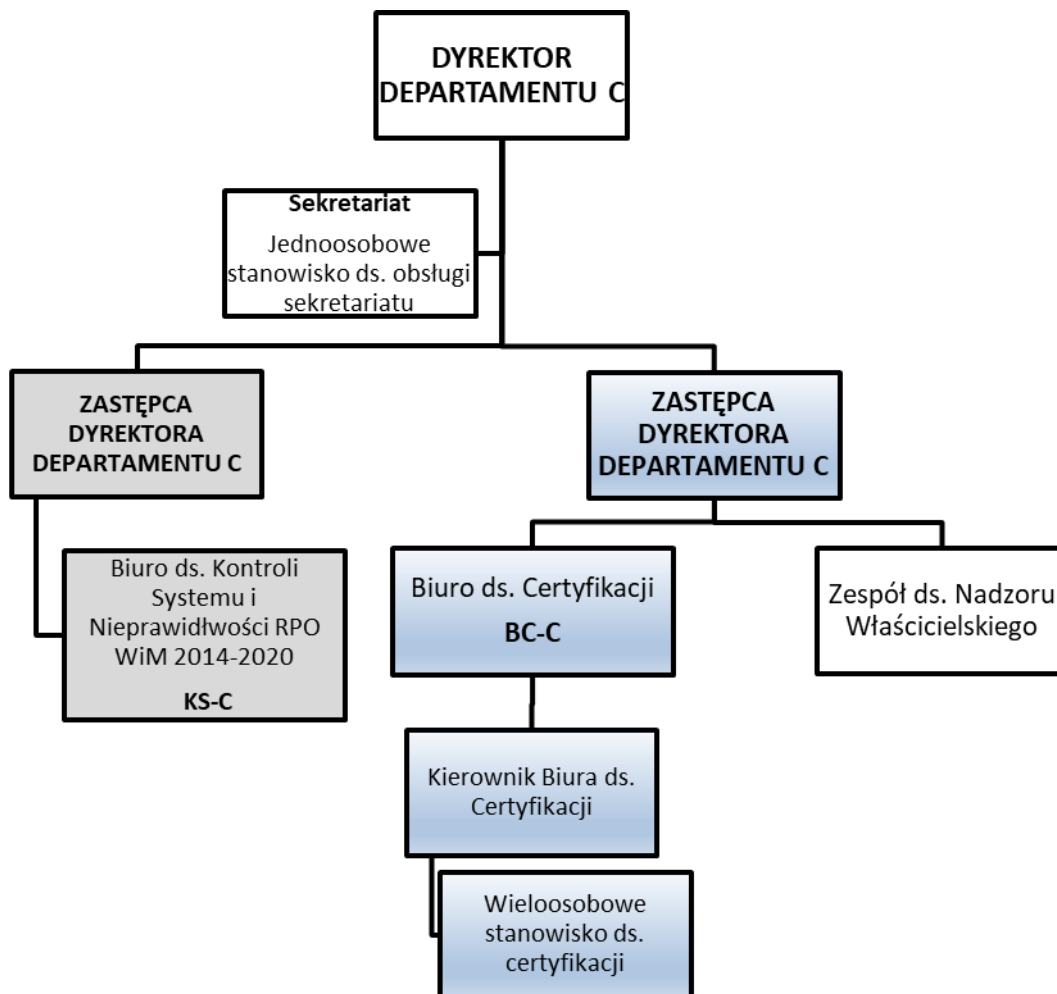 DYREKTOR
DEPARTAMENTU C
Sekretariat
Jednoosobowe
stanowisko ds. obsługi
sekretariatu
ZASTĘPCA
DYREKTORA
DEPARTAMENTU C
ZASTĘPCA
DYREKTORA
DEPARTAMENTU C
Biuro ds. Kontroli
Systemu i
Nieprawidłwości RPO
WiM 2014-2020
KS-C
Biuro ds. Certyfikacji
BC-C
Zespół ds. Nadzoru
Właścicielskiego
Kierownik Biura ds.
Certyfikacji
Wieloosobowe
stanowisko ds.
certyfikacji